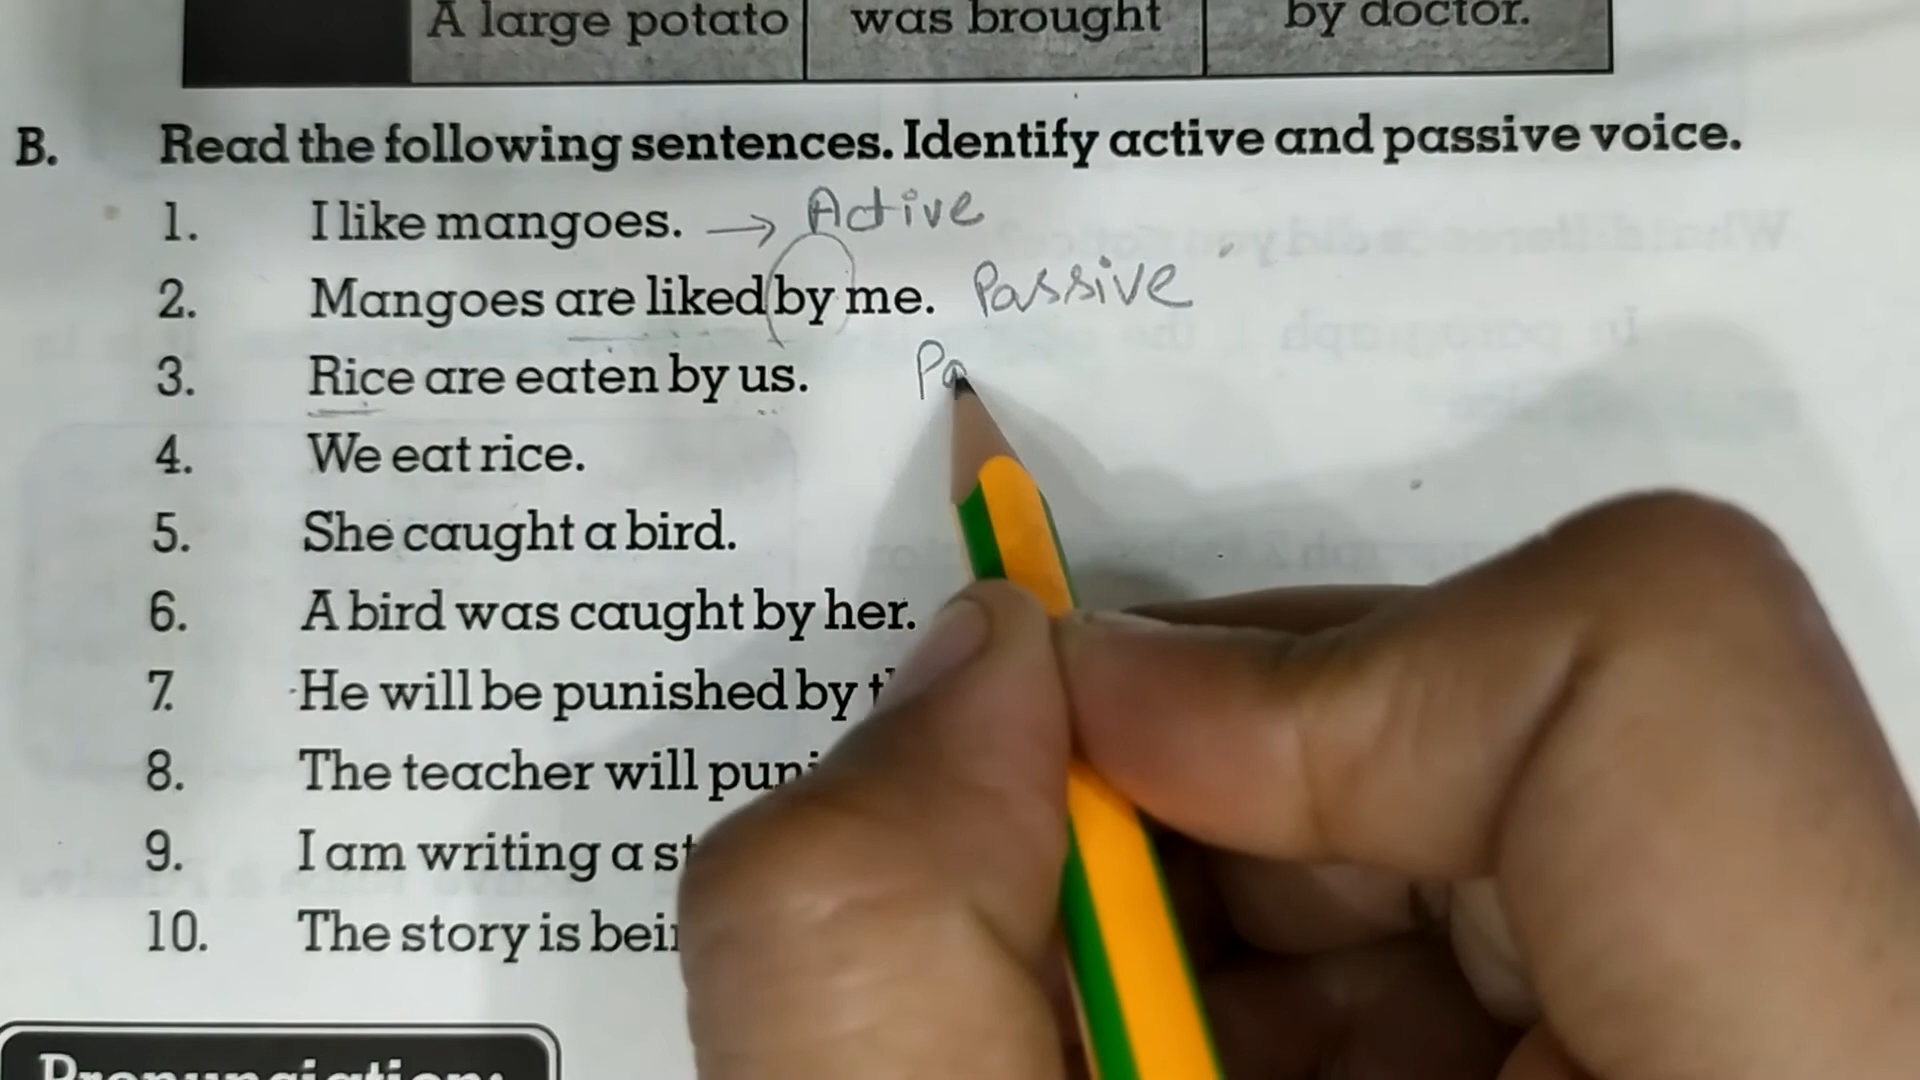 A large potato was brought by doctor.
B. Read the following sentences. Identify active and passive voice.
1. I like mangoes. → Active
2. Mangoes are liked by me. Passive
3. Rice are eaten by us. Pa
4. We eat rice.
5. She caught a bird.
6. A bird was caught by her.
7. He will be punished by
8. The teacher will
9. I am writing a
10. The story is